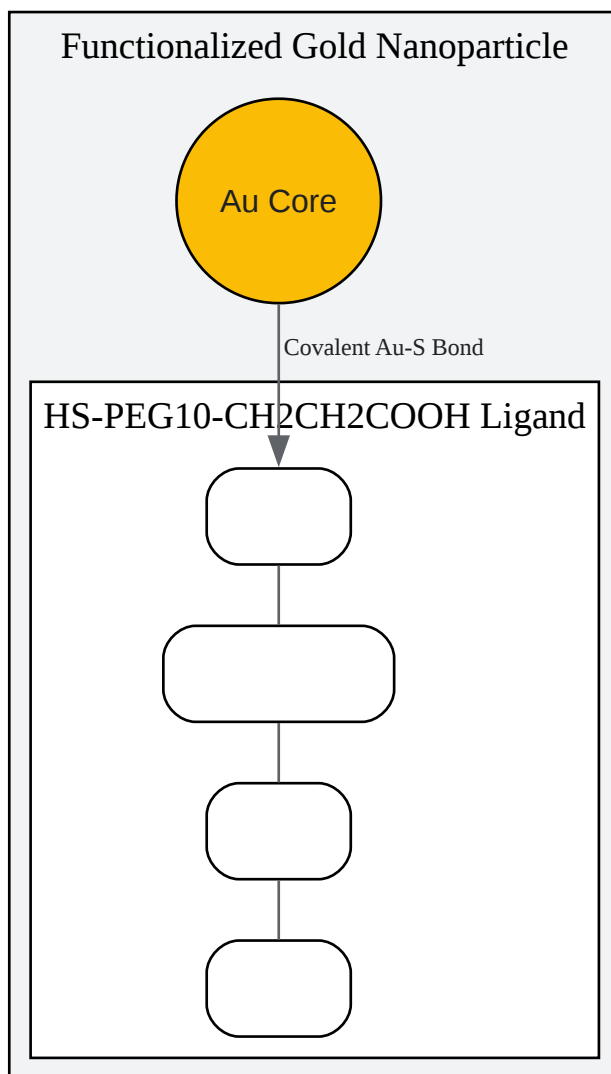 Functionalized Gold Nanoparticle
Au Core
Covalent Au-S Bond
HS-PEG10-CH2CH2COOH Ligand